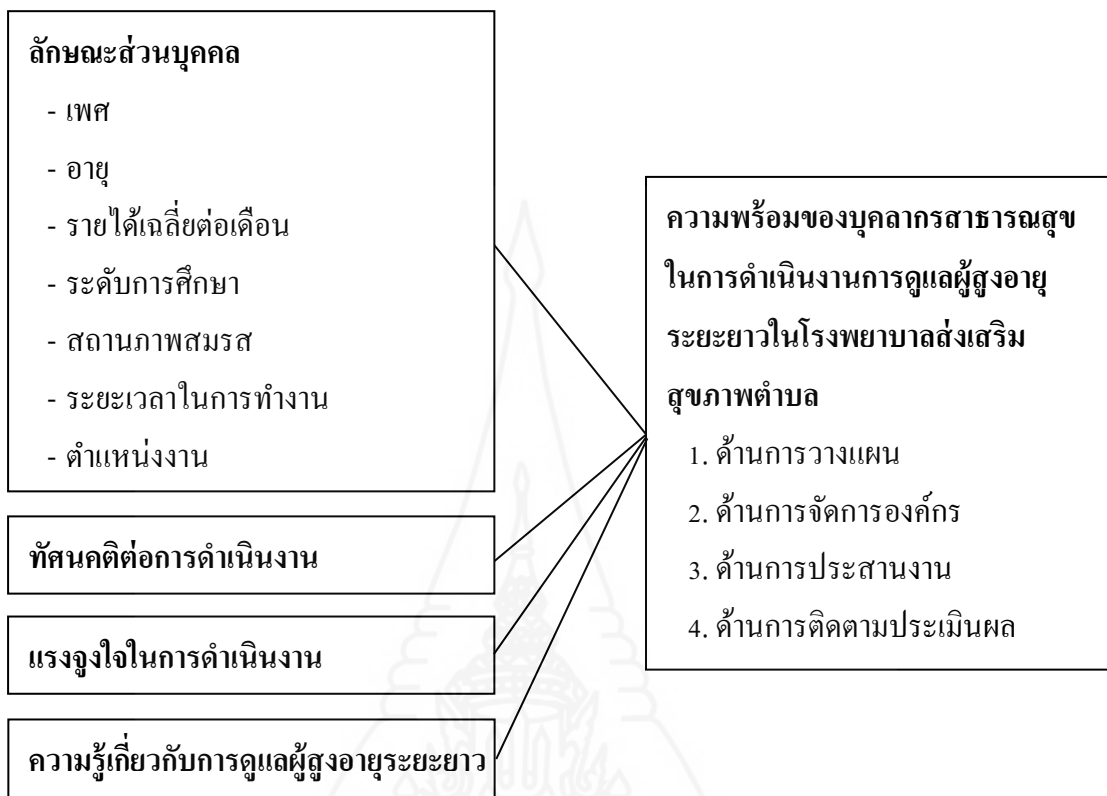 ลักษณะส่วนบุคคล
- เพศ
- อายุ
- รายได้เฉลี่ยต่อเดือน
- ระดับการศึกษา
- สถานภาพสมรส
- ระยะเวลาในการทำงาน
- ตำแหน่งงาน
ทัศนคติต่อการดำเนินงาน
แรงจูงใจในการดำเนินงาน
ความรู้เกี่ยวกับการดูแลผู้สูงอายุระยะยาว
ความพร้อมของบุคลากรสาธารณสุข
ในการดำเนินงานการดูแลผู้สูงอายุ
ระยะยาวในโรงพยาบาลส่งเสริม
สุขภาพตำบล
1. ด้านการวางแผน
2. ด้านการจัดการองค์กร
3. ด้านการประสานงาน
4. ด้านการติดตามประเมินผล